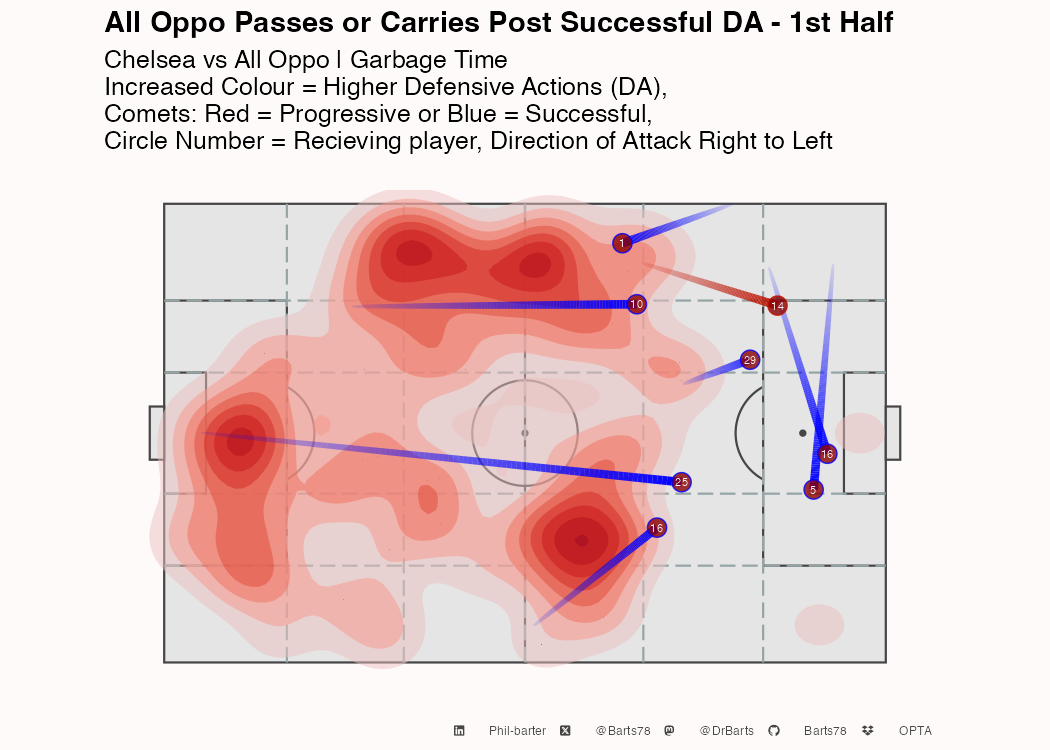 All Oppo Passes or Carries Post Successful DA - 1st Half
Chelsea vs All Oppo | Garbage Time
Increased Colour = Higher Defensive Actions (DA),
Comets: Red = Progressive or Blue = Successful,
Circle Number = Recieving player, Direction of Attack Right to Left
1
10
14
29
16
25
5
16
Phil-barter @Barts78 @DrBarts Barts78 OPTA